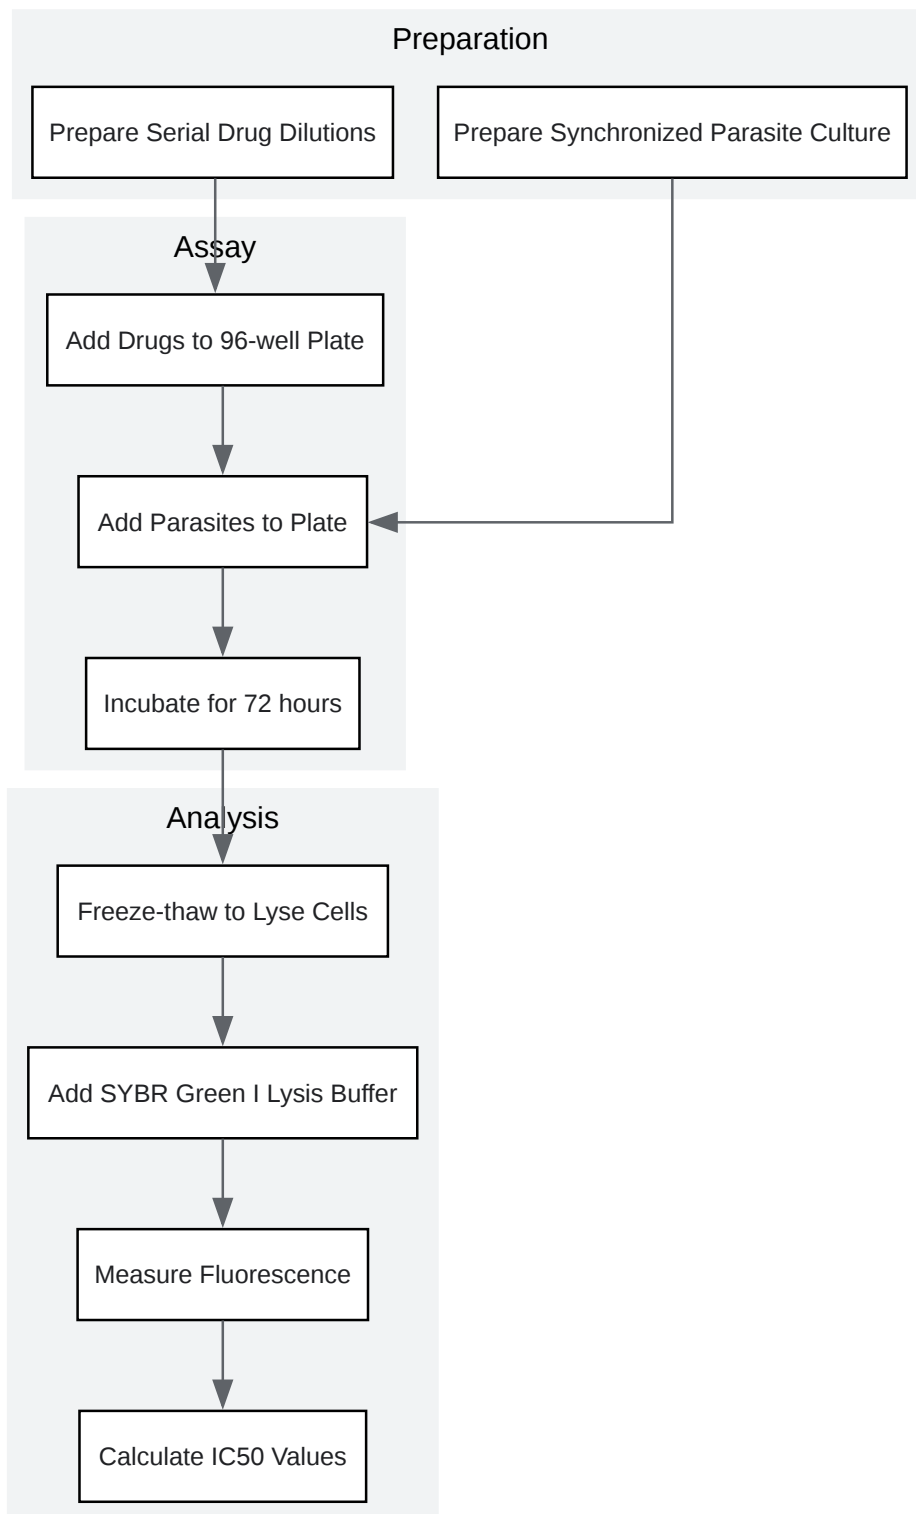 Preparation
Prepare Serial Drug Dilutions
Prepare Synchronized Parasite Culture
Assay
Add Drugs to 96-well Plate
Add Parasites to Plate
Incubate for 72 hours
Analysis
Freeze-thaw to Lyse Cells
Add SYBR Green I Lysis Buffer
Measure Fluorescence
Calculate IC50 Values